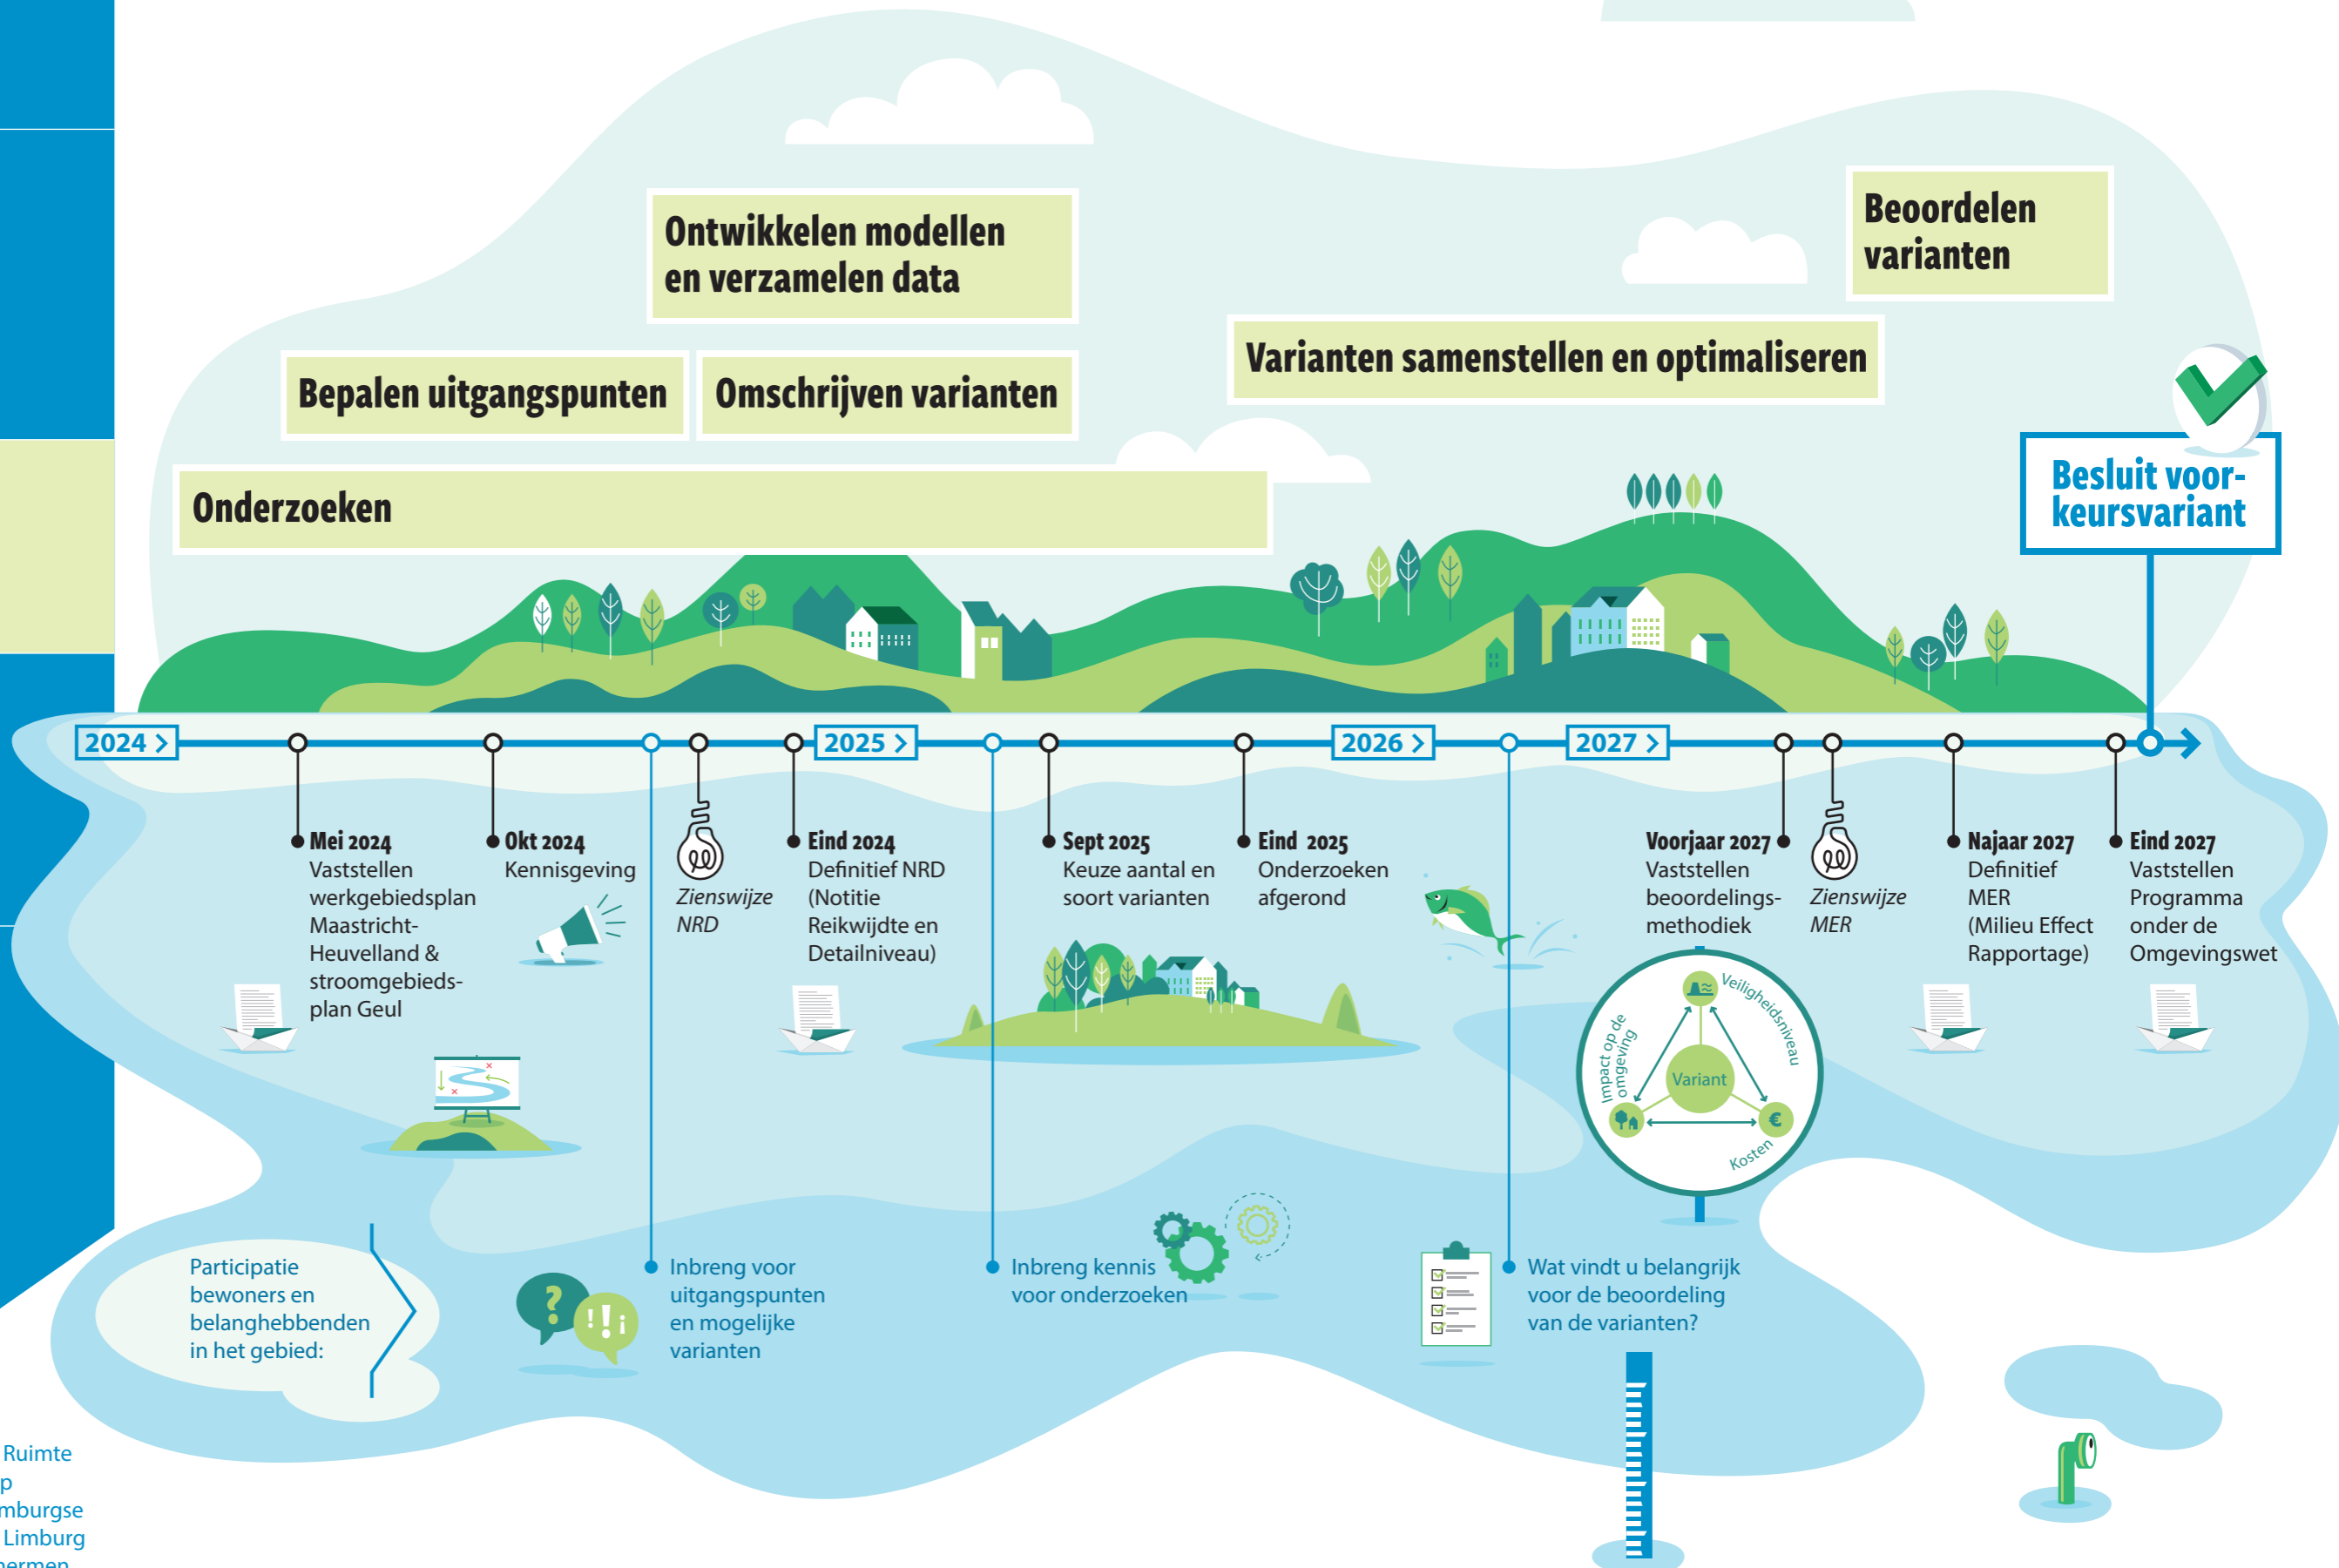 Ontwikkelen modellen
en verzamelen data
Beoordelen
varianten
Varianten samenstellen en optimaliseren
Bepalen uitgangspunten
Omschrijven varianten
Onderzoeken
Besluit voor-
keursvariant
2024 >
2025 >
2026 >
2027 >
Mei 2024
Vaststellen
werkgebiedsplan
Maastricht-
Heuvelland &
stroomgebieds-
plan Geul
Okt 2024
Kennisgeving
Zienswijze
NRD
Eind 2024
Definitief NRD
(Notitie
Reikwijdte en
Detailniveau)
Sept 2025
Keuze aantal en
soort varianten
Eind 2025
Onderzoeken
afgerond
Voorjaar 2027
Vaststellen
beoordelings-
methodiek
Zienswijze
MER
Najaar 2027
Definitief
MER
(Milieu Effect
Rapportage)
Eind 2027
Vaststellen
Programma
onder de
Omgevingswet
Veiligheidsniveau
Impact op de
omgeving
Variant
€
Kosten
Participatie
bewoners en
belanghebbenden
in het gebied:
?
!!¡
Inbreng voor
uitgangspunten
en mogelijke
varianten
Inbreng kennis
voor onderzoeken
Wat vindt u belangrijk
voor de beoordeling
van de varianten?
Ruimte
p
mburgse
Limburg